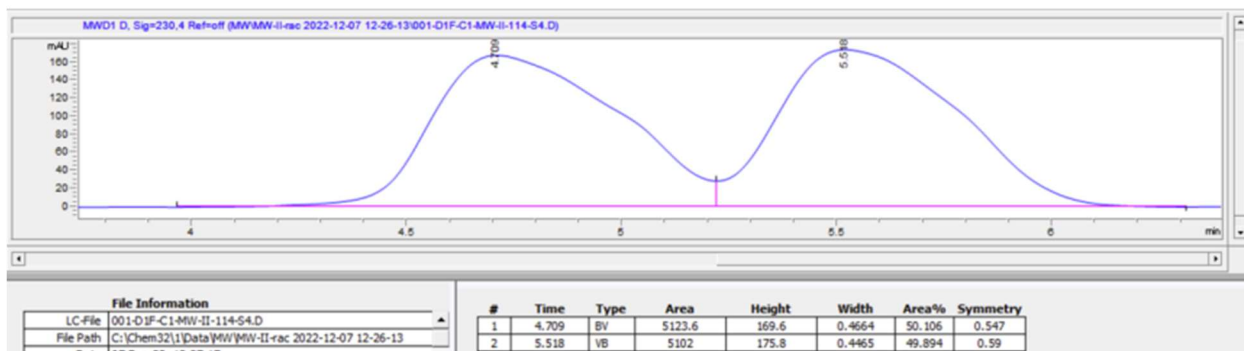 MWD1 D, Sig=230,4 Ref=off (MW\MW-II-rac 2022-12-07 12-26-13\001-D1F-C1-MW-II-114-S4.D)
mAU
4.709
5.518
160
140
120
100
80
60
40
20
0
4 4.5 5 5.5 6 min
File Information
LC-File 001-D1F-C1-MW-II-114-S4.D
File Path C:\Chem32\1\Data\MW\MW-II-rac 2022-12-07 12-26-13
# Time Type Area Height Width Area% Symmetry
1 4.709 BV 5123.6 169.6 0.4664 50.106 0.547
2 5.518 VB 5102 175.8 0.4465 49.894 0.59